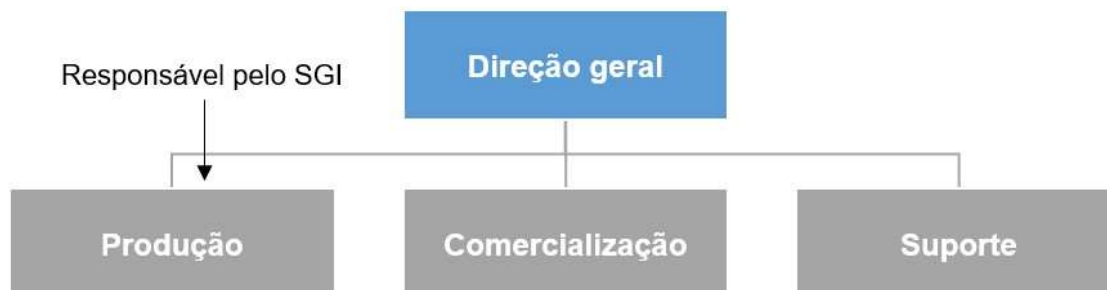 Direção geral
Responsável pelo SGI
Produção
Comercialização
Suporte